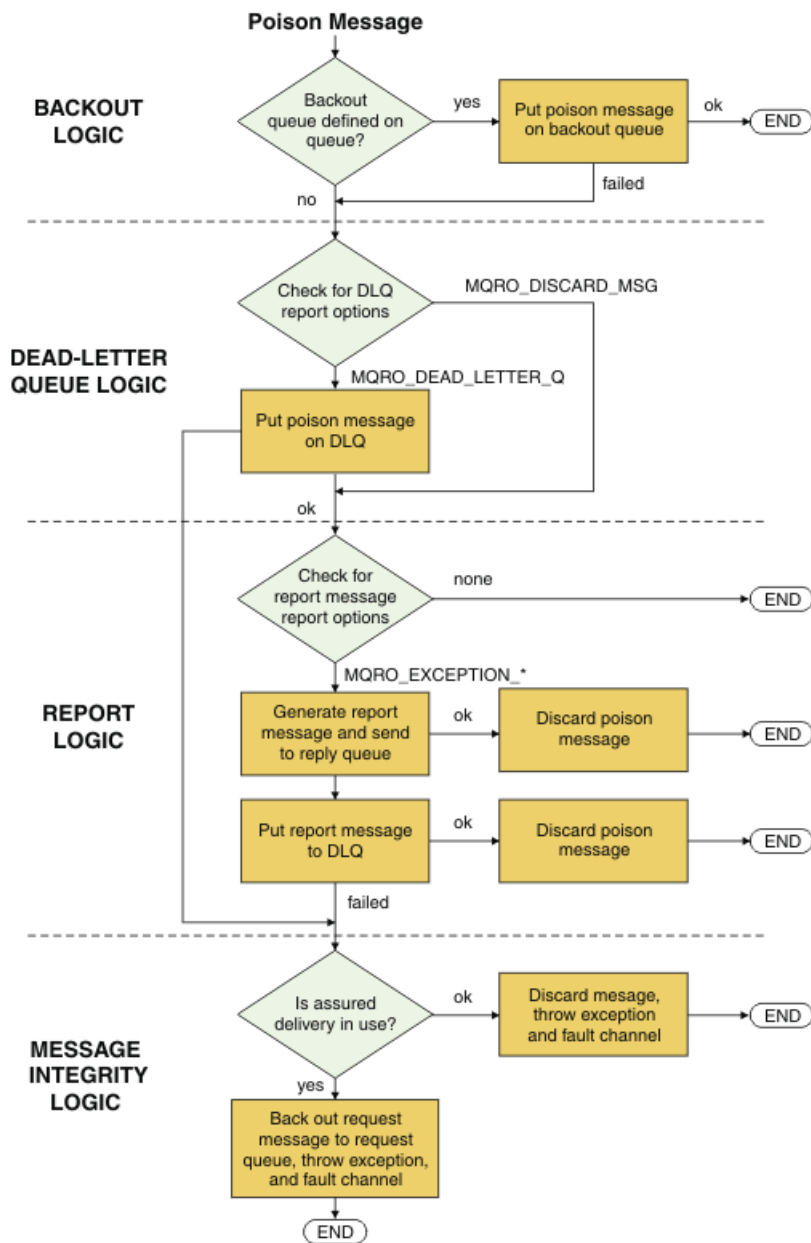 Poison Message
BACKOUT
LOGIC
Backout
queue defined on
queue?
yes
Put poison message
on backout queue
ok
END
failed
no
DEAD-LETTER
QUEUE LOGIC
Check for DLQ
report options
MQRO_DISCARD_MSG
MQRO_DEAD_LETTER_Q
Put poison message
on DLQ
ok
REPORT
LOGIC
Check for
report message
report options
none
END
MQRO_EXCEPTION_*
Generate report
message and send
to reply queue
ok
Discard poison
message
END
Put report message
to DLQ
ok
Discard poison
message
END
failed
MESSAGE
INTEGRITY
LOGIC
Is assured
delivery in use?
ok
Discard mesage,
throw exception
and fault channel
END
yes
Back out request
message to request
queue, throw exception,
and fault channel
END